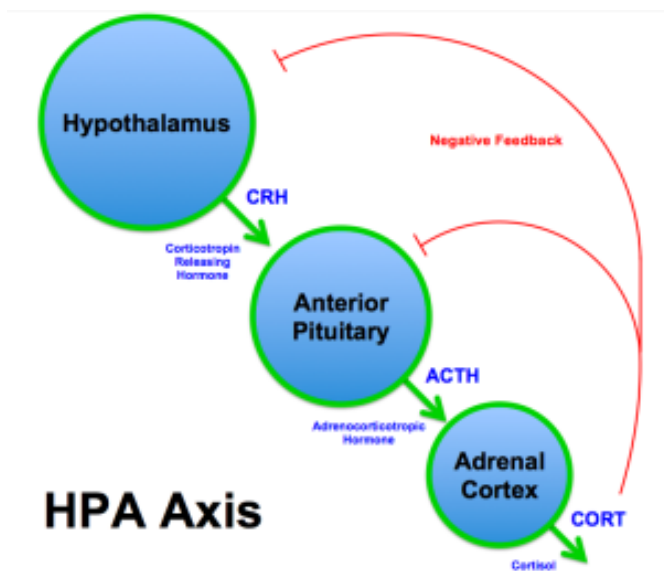 Hypothalamus
Negative Feedback
CRH
Corticotropin
Releasing
Hormone
Anterior
Pituitary
ACTH
Adrenocorticotropic
Hormone
Adrenal
Cortex
HPA Axis
CORT
Cortisol